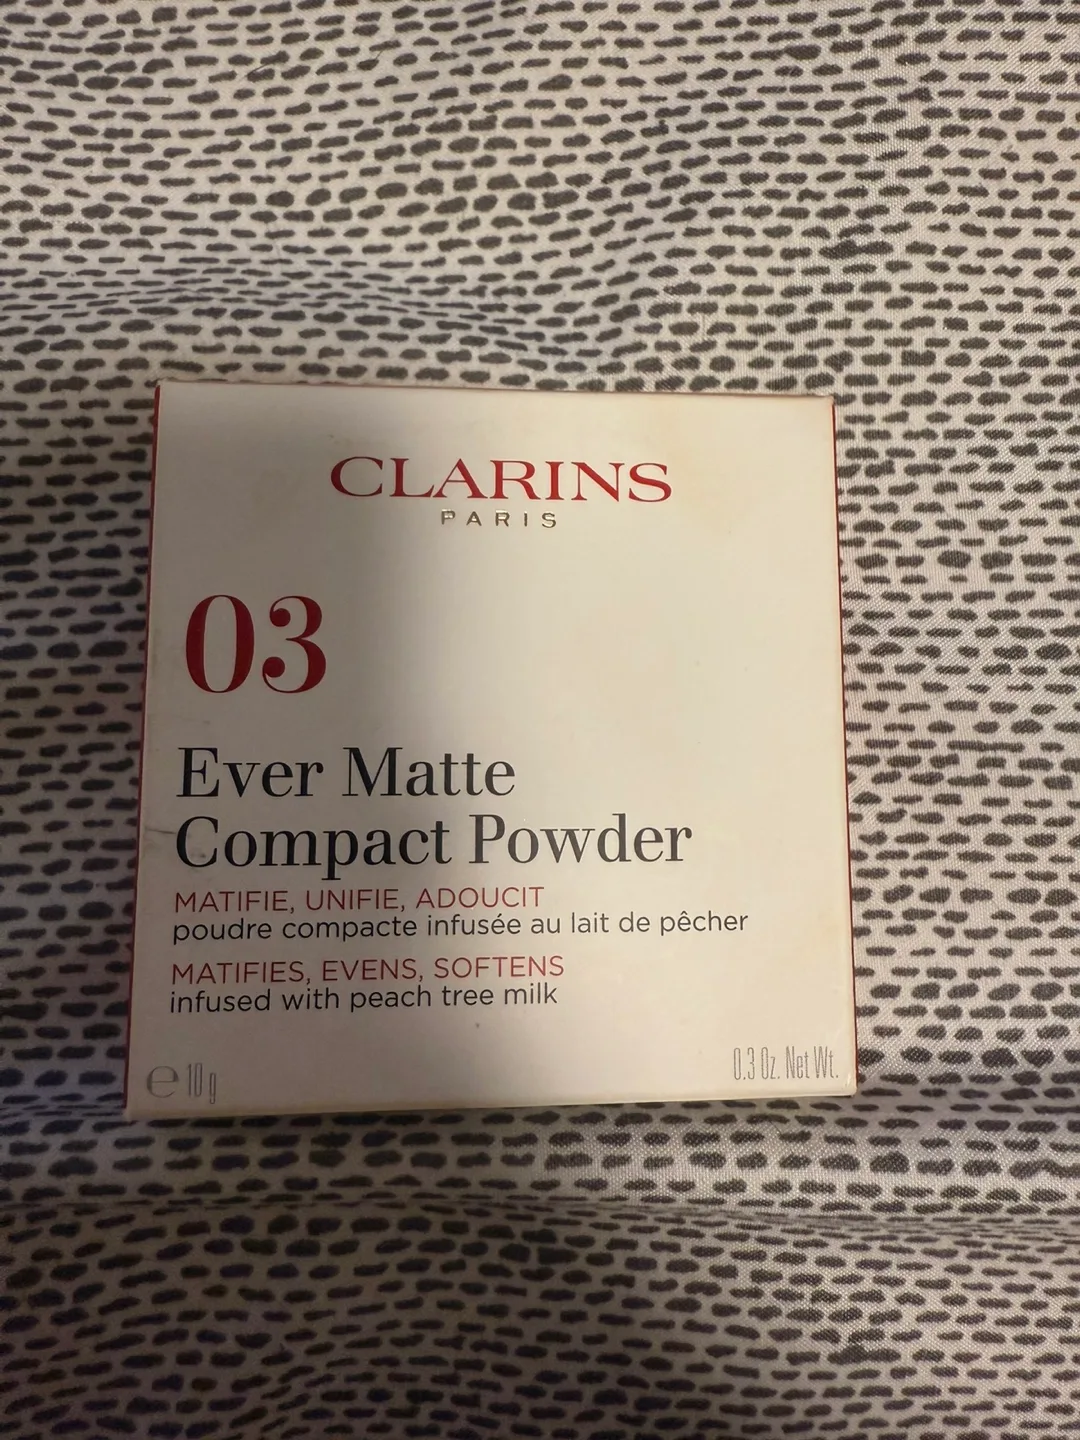 CLARINS
PARIS
03
Ever Matte
Compact Powder
MATIFIE, UNIFIE, ADOUCIT
poudre compacte infusée au lait de pêcher
MATIFIES, EVENS, SOFTENS
infused with peach tree milk
℮ 10 g
0.3 Oz. Net Wt.